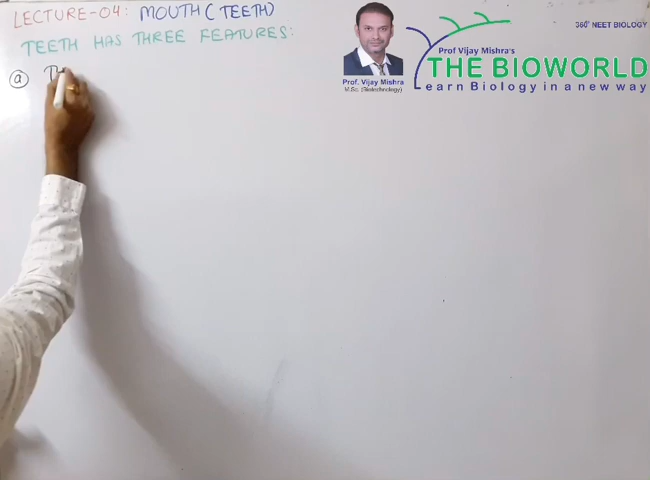 LECTURE-04: MOUTH (TEETH)
TEETH HAS THREE FEATURES:
(a)
360° NEET BIOLOGY
Prof Vijay Mishra's
THE BIOWORLD
Learn Biology in a new way
Prof. Vijay Mishra
M.Sc. (Biotechnology)